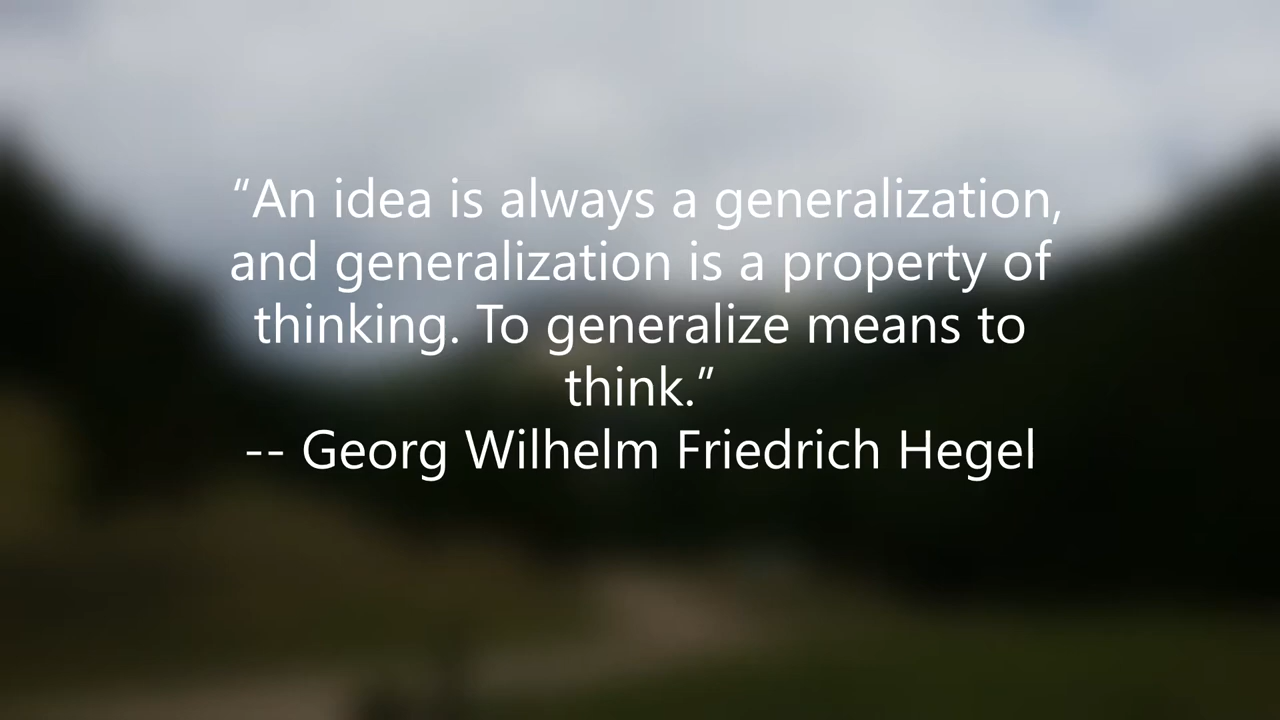 “An idea is always a generalization,
and generalization is a property of
thinking. To generalize means to
think.”
-- Georg Wilhelm Friedrich Hegel